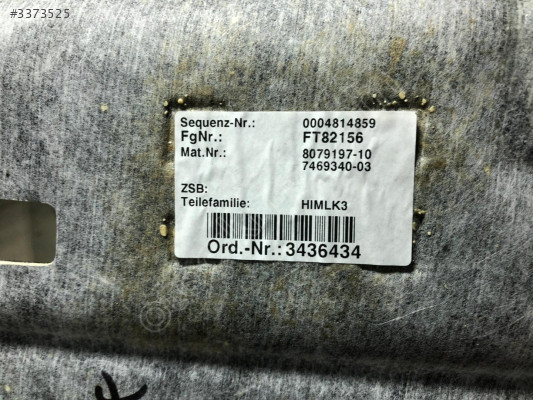 #3373525
Sequenz-Nr.: 0004814859
FgNr.: FT82156
Mat.Nr.: 8079197-10
7469340-03
ZSB:
Teilefamilie: HIMLK3
Ord.-Nr.:3436434